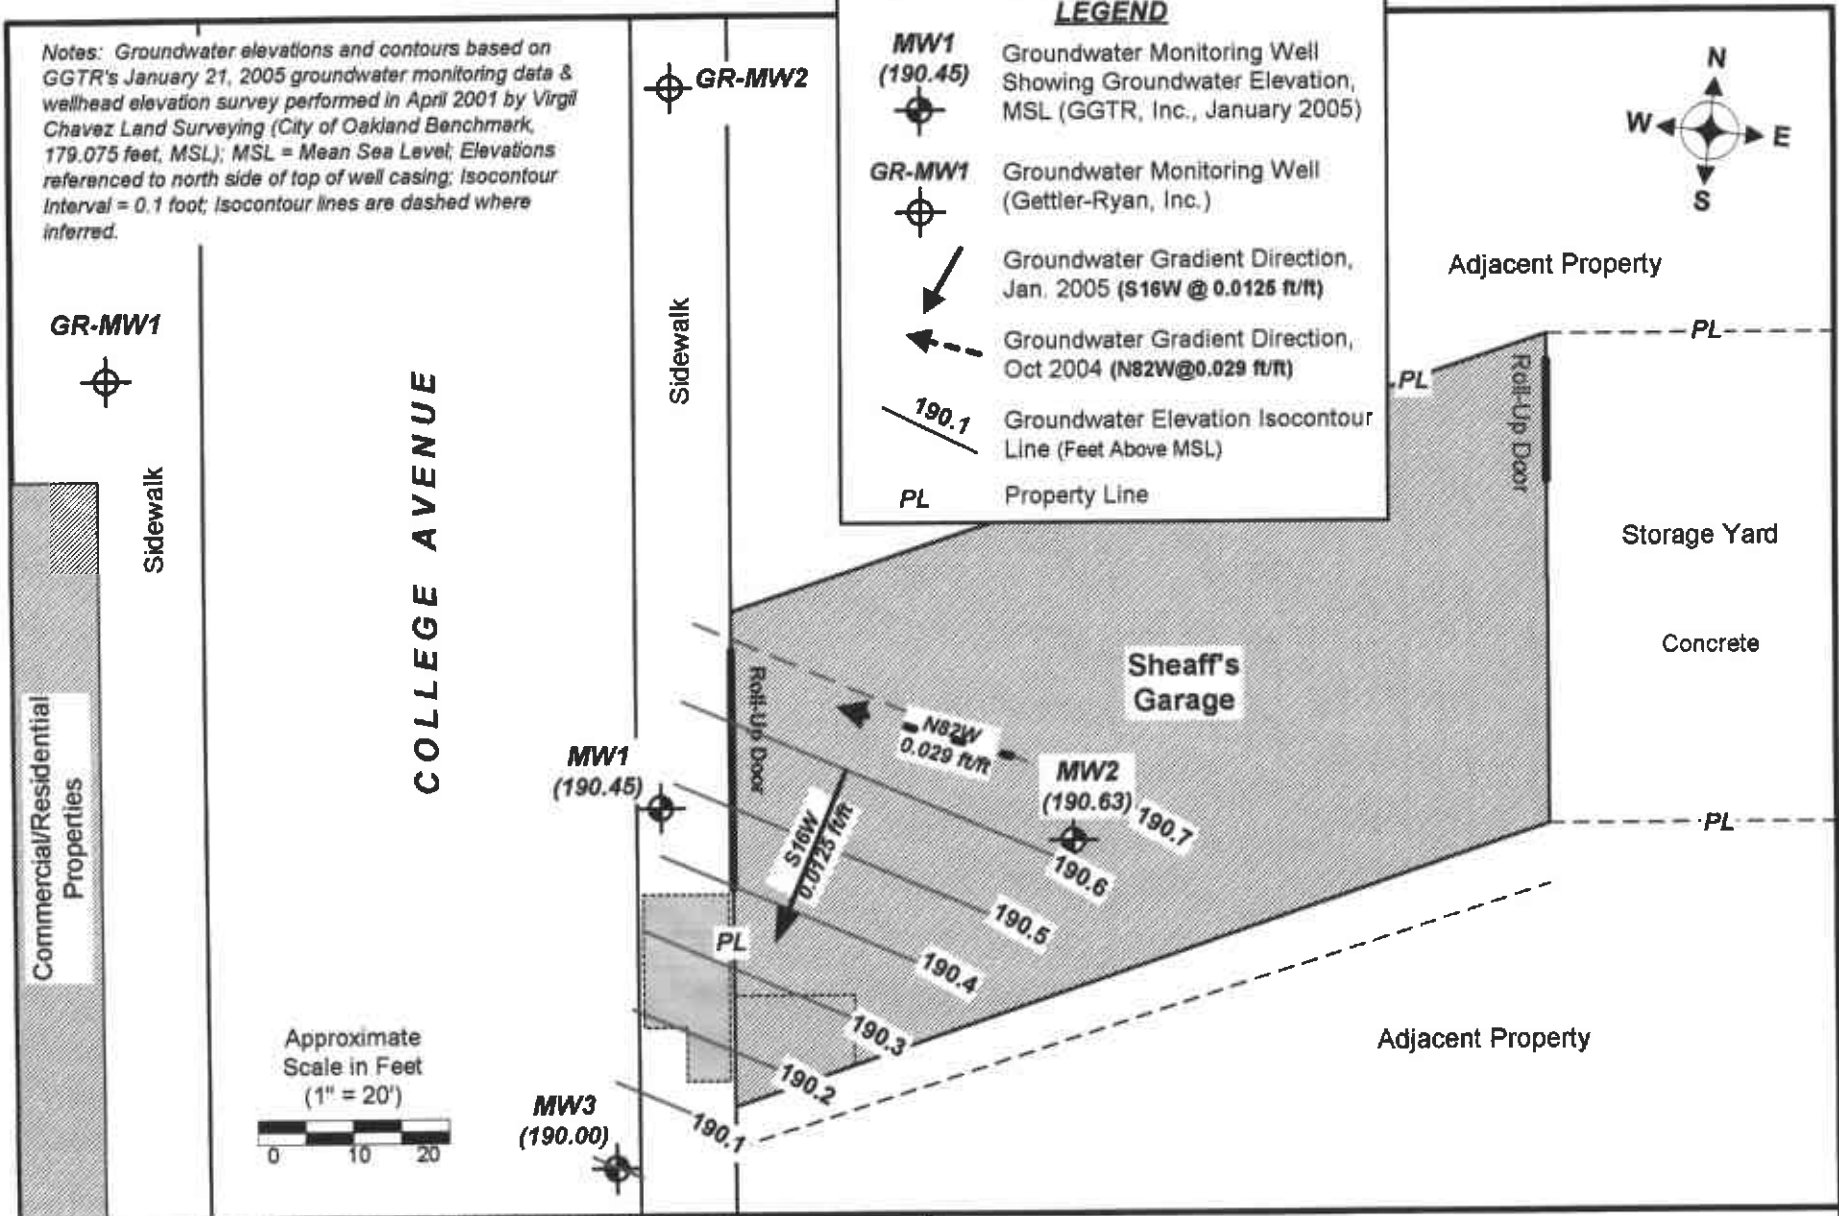 Notes: Groundwater elevations and contours based on
GGTR's January 21, 2005 groundwater monitoring data &
wellhead elevation survey performed in April 2001 by Virgil
Chavez Land Surveying (City of Oakland Benchmark,
179.075 feet, MSL); MSL = Mean Sea Level; Elevations
referenced to north side of top of well casing; Isocontour
Interval = 0.1 foot; Isocontour lines are dashed where
inferred.
GR-MW2
LEGEND
MW1
(190.45)
Groundwater Monitoring Well
Showing Groundwater Elevation,
MSL (GGTR, Inc., January 2005)
GR-MW1
Groundwater Monitoring Well
(Gettler-Ryan, Inc.)
Groundwater Gradient Direction,
Jan. 2005 (S16W @ 0.0125 ft/ft)
Groundwater Gradient Direction,
Oct 2004 (N82W@0.029 ft/ft)
190.1
Groundwater Elevation Isocontour
Line (Feet Above MSL)
PL
Property Line
N
W
E
S
Adjacent Property
PL
PL
Roll-Up Door
Storage Yard
Concrete
PL
Adjacent Property
GR-MW1
Sidewalk
COLLEGE AVENUE
Sidewalk
Commercial/Residential
Properties
Sheaff's
Garage
Roll-Up Door
N82W
0.029 ft/ft
MW1
(190.45)
MW2
(190.63)
190.7
190.6
S16W
0.0125 ft/ft
190.5
PL
190.4
190.3
190.2
190.1
MW3
(190.00)
Approximate
Scale in Feet
(1" = 20')
0
10
20